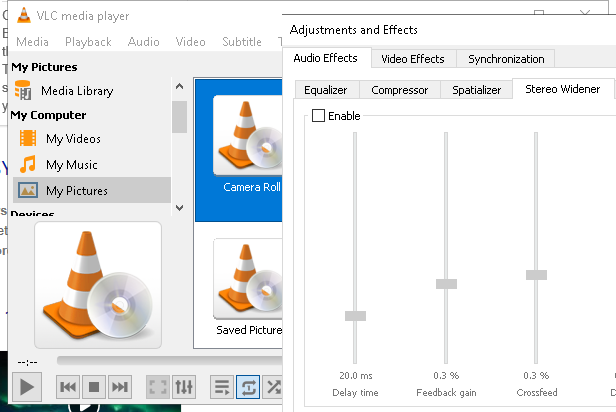 VLC media player
Media Playback Audio Video Subtitle T
My Pictures
Media Library
My Computer
My Videos
My Music
My Pictures
Devices
Camera Roll
Saved Picture
--:--
Adjustments and Effects
Audio Effects Video Effects Synchronization
Equalizer Compressor Spatializer Stereo Widener
Enable
20.0 ms 0.3 % 0.3 %
Delay time Feedback gain Crossfeed D